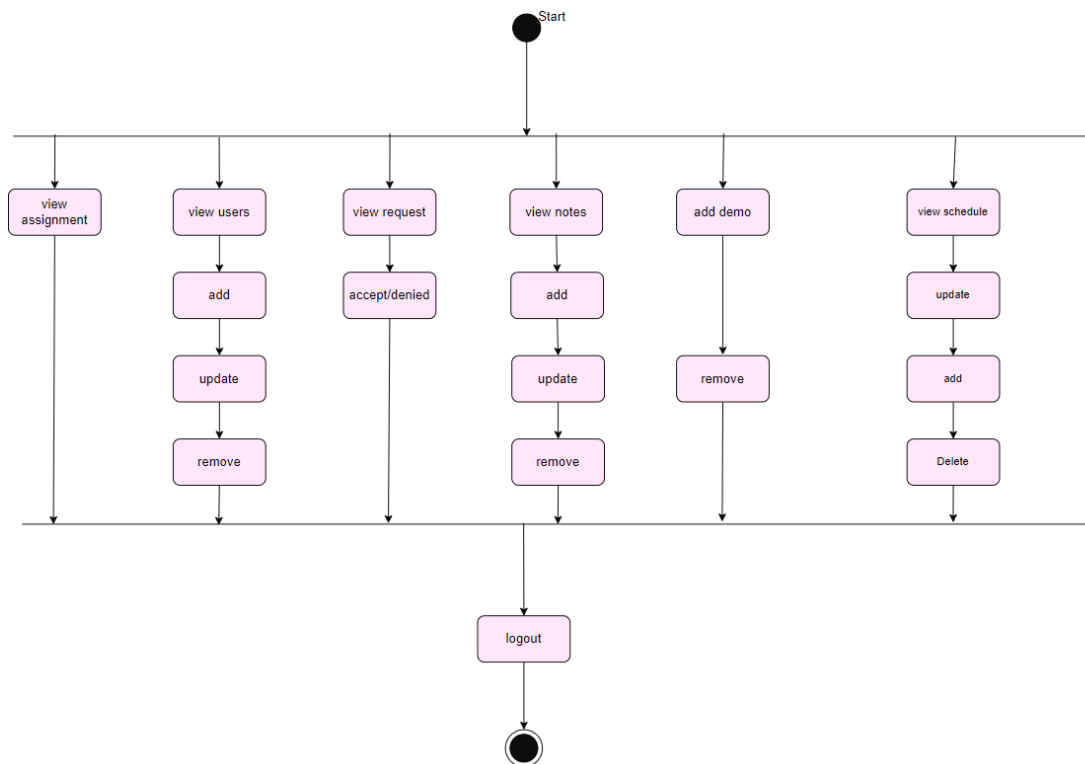 Start
view
assignment
view users
view request
view notes
add demo
view schedule
add
accept/denied
add
update
update
update
remove
add
remove
remove
Delete
logout